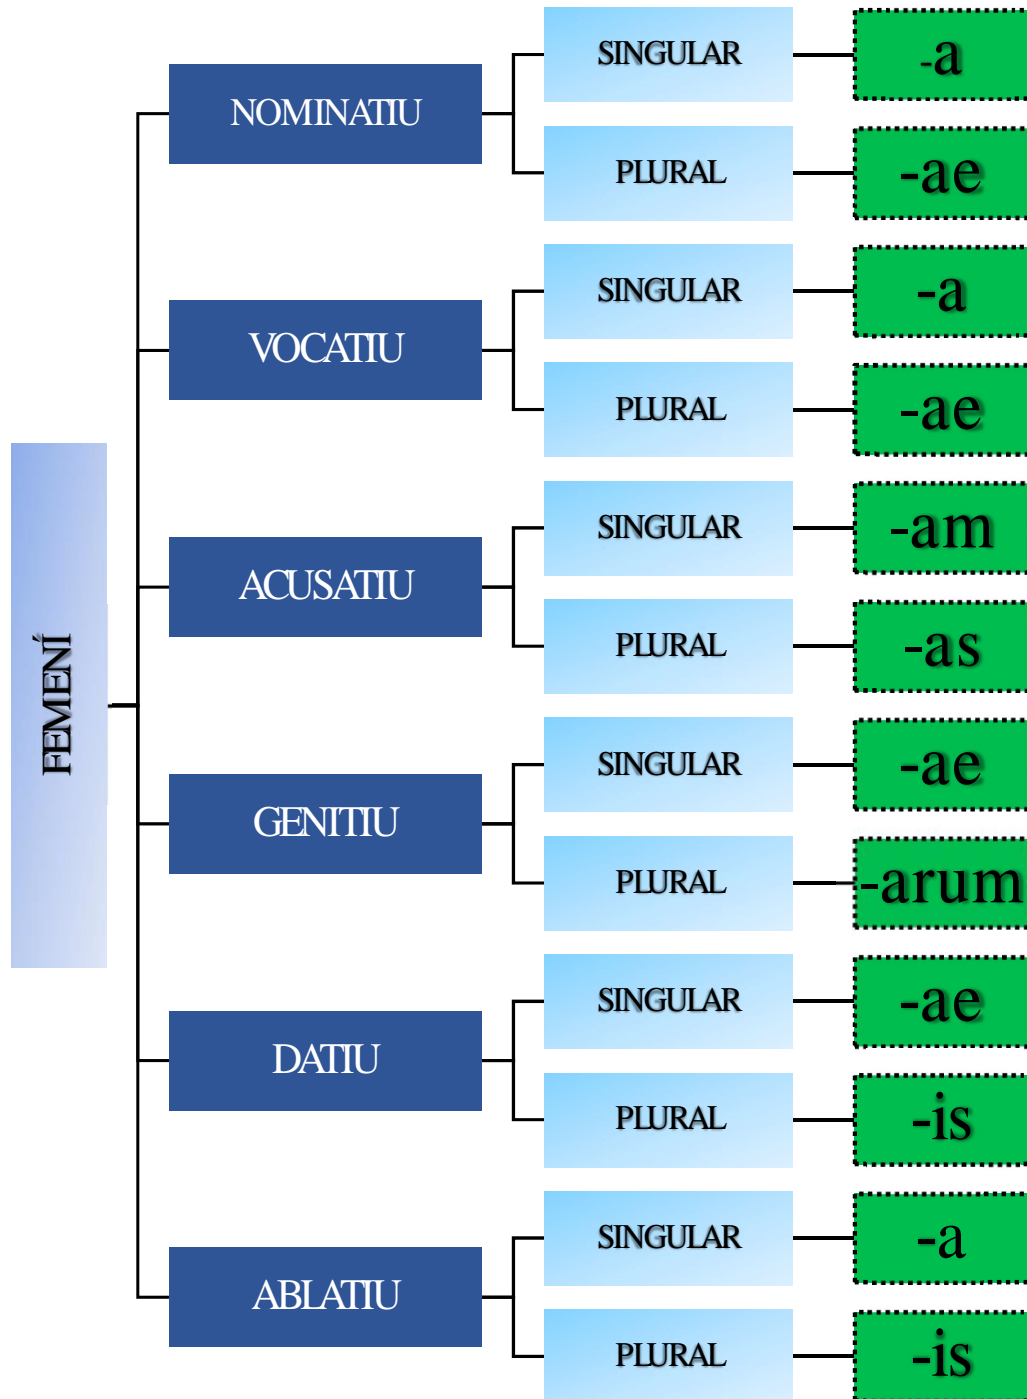 FEMENÍ
NOMINATIU
SINGULAR
-a
PLURAL
-ae
VOCATIU
SINGULAR
-a
PLURAL
-ae
ACUSATIU
SINGULAR
-am
PLURAL
-as
GENITIU
SINGULAR
-ae
PLURAL
-arum
DATIU
SINGULAR
-ae
PLURAL
-is
ABLATIU
SINGULAR
-a
PLURAL
-is